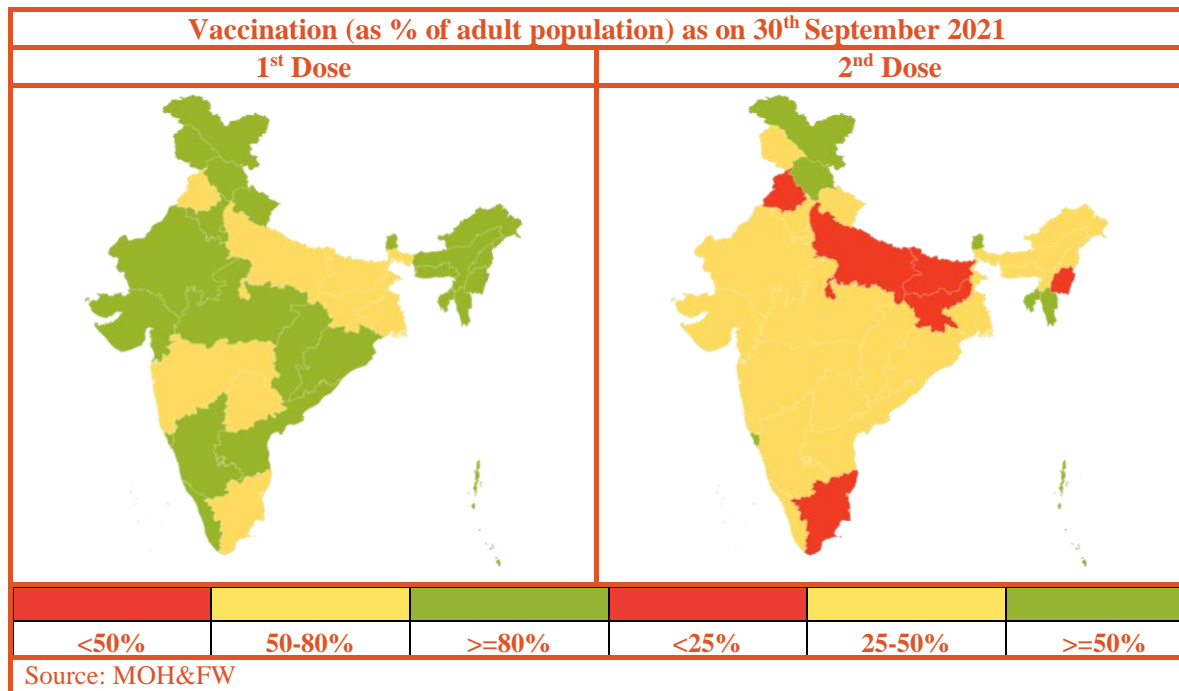 Vaccination (as % of adult population) as on 30th September 2021
1st Dose
2nd Dose
<50%
50-80%
>=80%
<25%
25-50%
>=50%
Source: MOH&FW